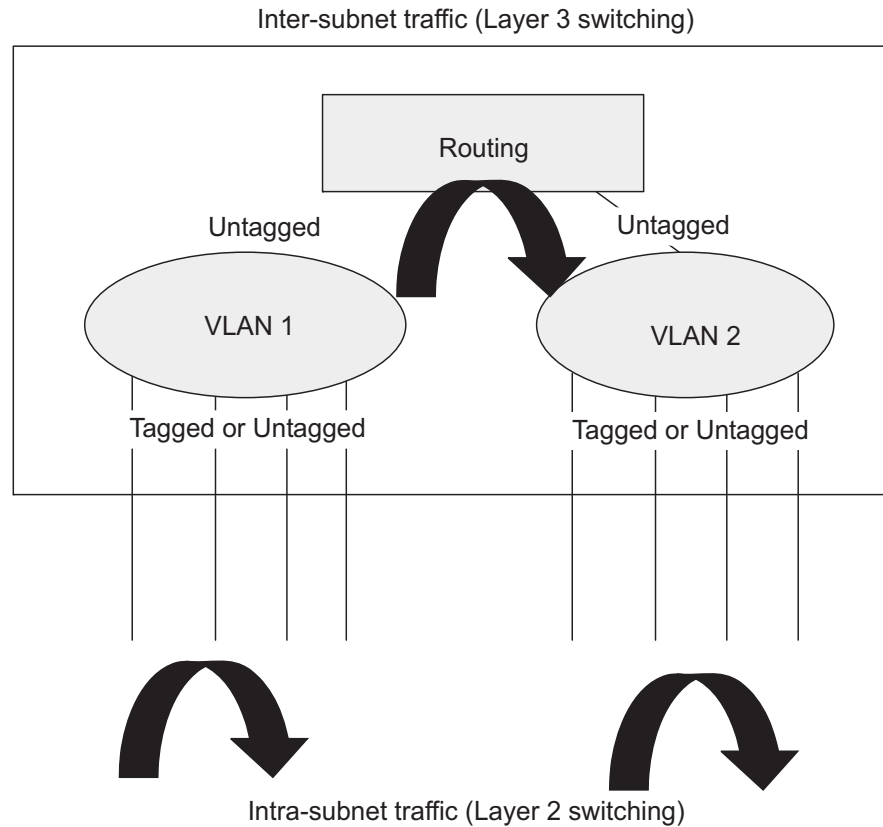 Inter-subnet traffic (Layer 3 switching)
Routing
Untagged
Untagged
VLAN 1
VLAN 2
Tagged or Untagged
Tagged or Untagged
Intra-subnet traffic (Layer 2 switching)